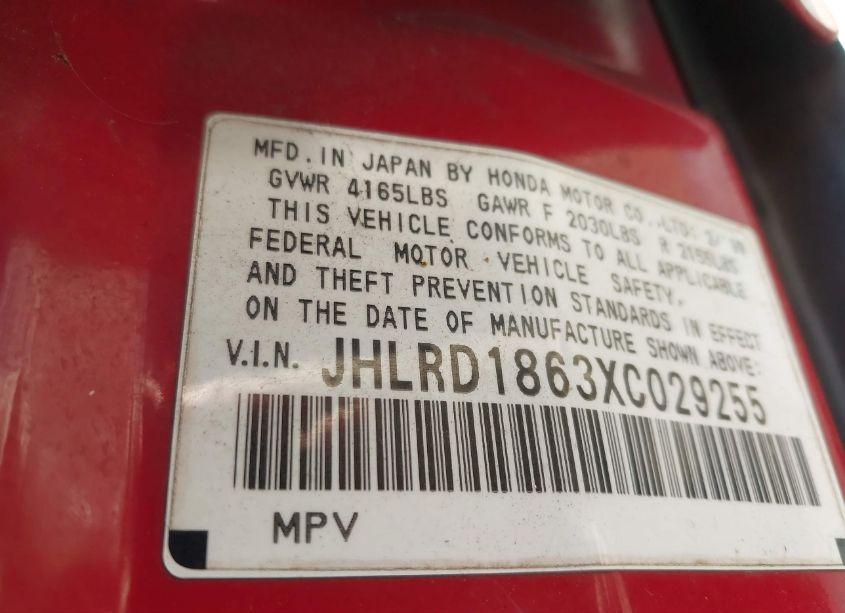 MFD. IN JAPAN BY HONDA MOTOR CO., LTD.
GVWR 4165LBS GAWR F 2030LBS R 2155LBS
THIS VEHICLE CONFORMS TO ALL APPLICABLE
FEDERAL MOTOR VEHICLE SAFETY,
AND THEFT PREVENTION STANDARDS IN EFFECT
ON THE DATE OF MANUFACTURE SHOWN ABOVE:
V.I.N. JHLRD1863XC029255
MPV